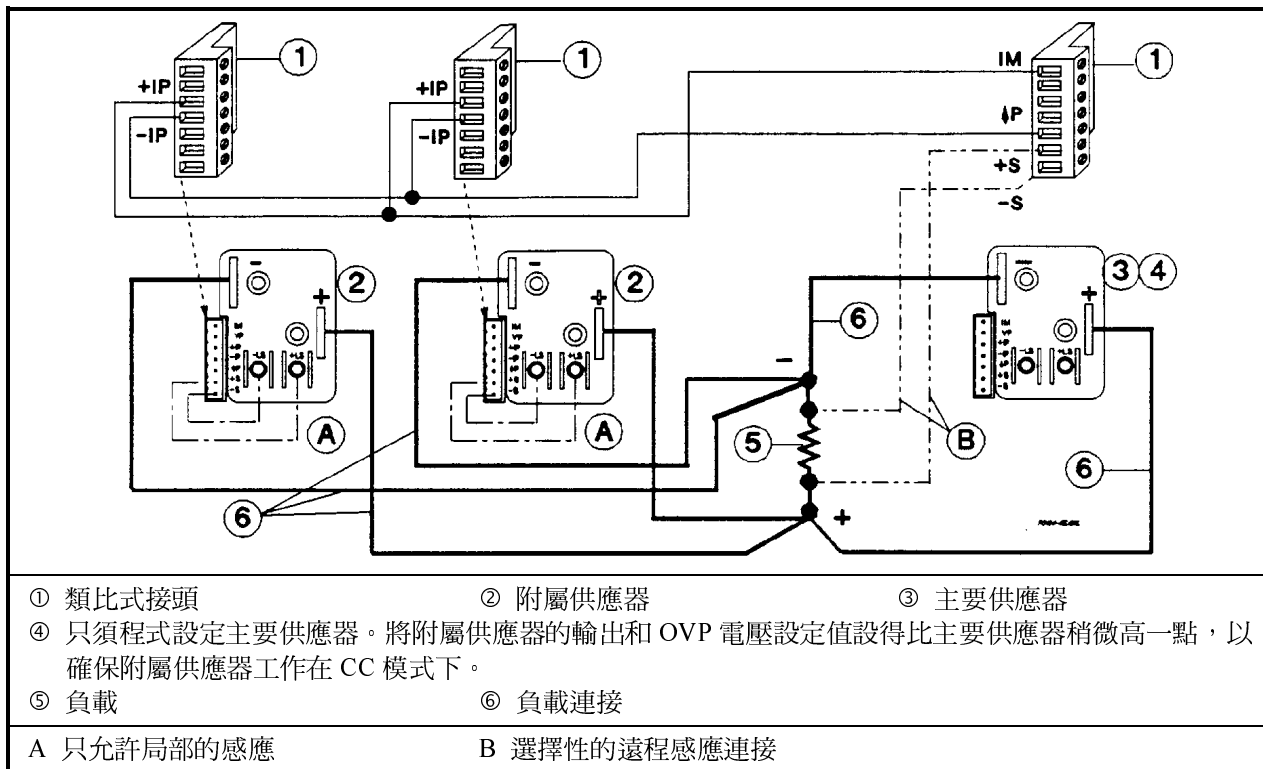 ① ① ①
+IP +IP IM
-IP -IP P
+S
-S
② ② ③ ④
- + - + - +
⑥
-
A A ⑤ B
⑥ ⑥
+
① 類比式接頭 ② 附屬供應器 ③ 主要供應器
④ 只須程式設定主要供應器。將附屬供應器的輸出和 OVP 電壓設定值設得比主要供應器稍微高一點，以
確保附屬供應器工作在 CC 模式下。
⑤ 負載 ⑥ 負載連接
A 只允許局部的感應 B 選擇性的遠程感應連接